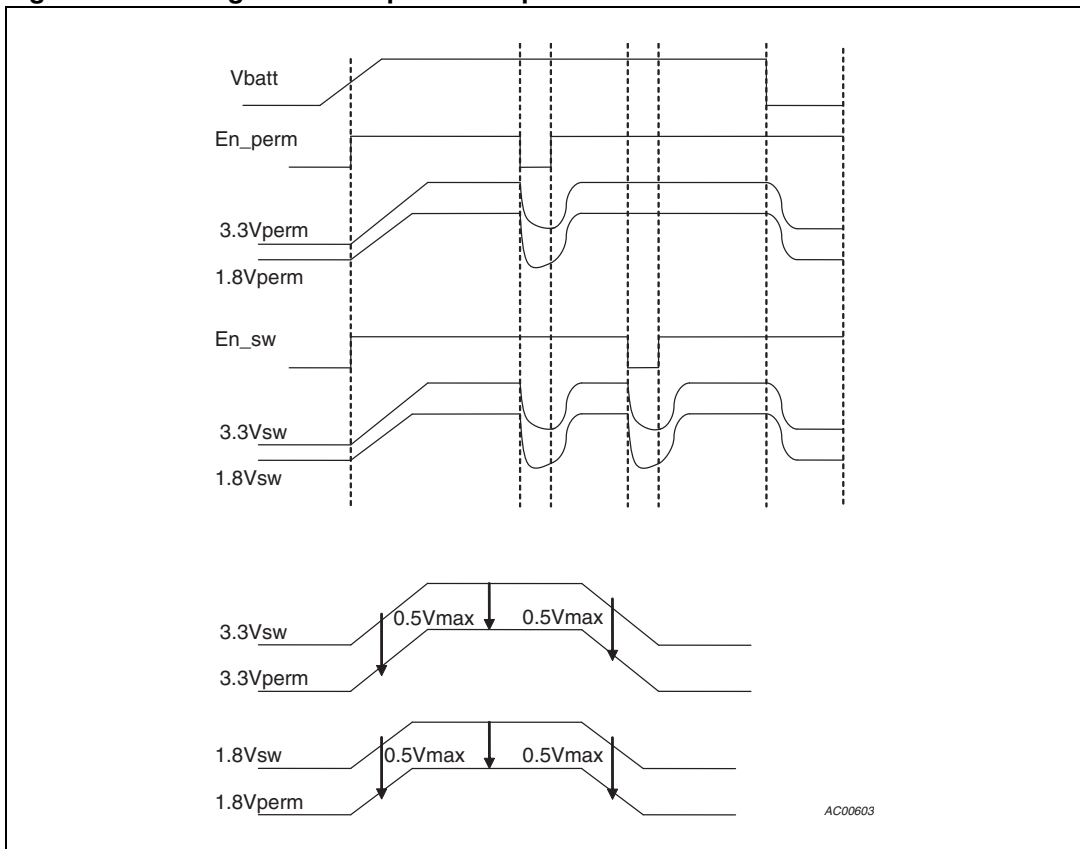 Vbatt
En_perm
3.3Vperm
1.8Vperm
En_sw
3.3Vsw
1.8Vsw
0.5Vmax 0.5Vmax
3.3Vsw
3.3Vperm
1.8Vsw 0.5Vmax 0.5Vmax
1.8Vperm
AC00603